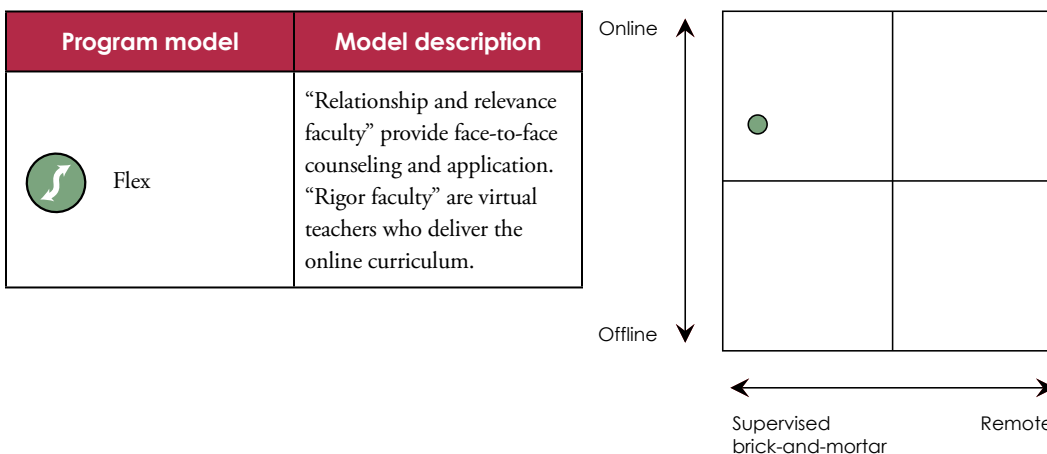 Program model
Model description
Flex
“Relationship and relevance
faculty” provide face-to-face
counseling and application.
“Rigor faculty” are virtual
teachers who deliver the
online curriculum.
Online
Offline
Supervised
brick-and-mortar
Remote